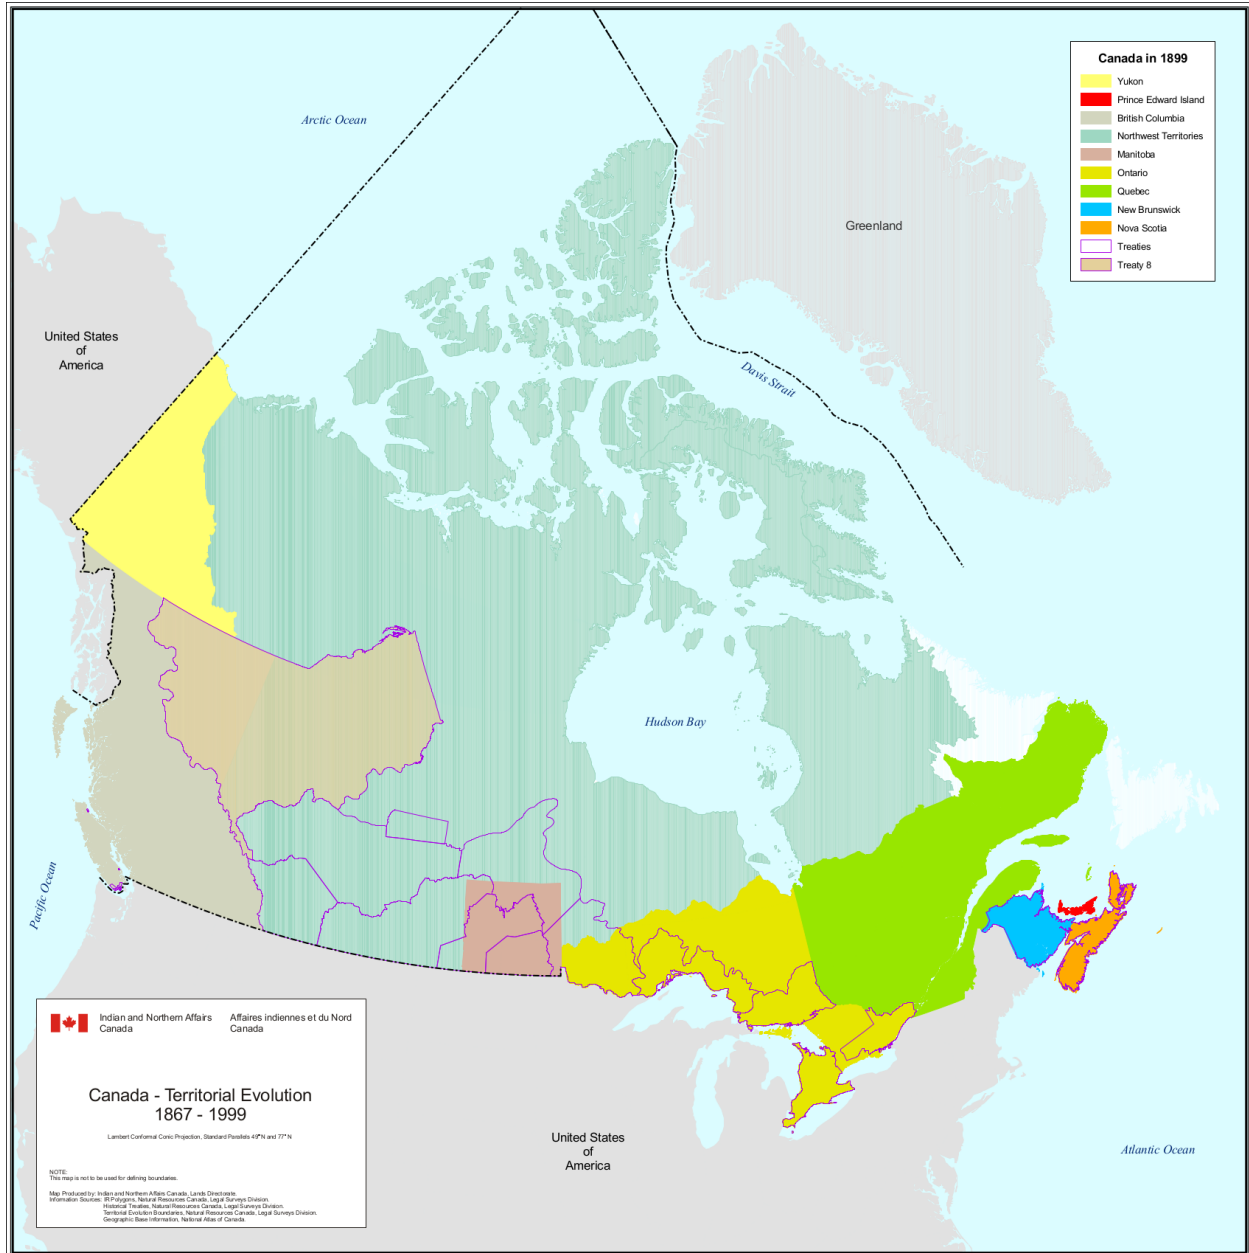 Canada in 1899
Yukon
Prince Edward Island
British Columbia
Northwest Territories
Manitoba
Ontario
Quebec
New Brunswick
Nova Scotia
Treaties
Treaty 8
Arctic Ocean
Greenland
United States
of
America
Davis Strait
Hudson Bay
Pacific Ocean
Atlantic Ocean
United States
of
America
Indian and Northern Affairs
Canada
Affaires indiennes et du Nord
Canada
Canada - Territorial Evolution
1867 - 1999
Lambert Conformal Conic Projection, Standard Parallels 49° N and 77° N
NOTE:
This map is not to be used for defining boundaries.
Map Produced by: Indian and Northern Affairs Canada, Lands Directorate.
Information Sources: IR Polygons, Natural Resources Canada, Legal Surveys Division.
Historical Treaties, Natural Resources Canada, Legal Surveys Division.
Territorial Evolution Boundaries, Natural Resources Canada, Legal Surveys Division.
Geographic Base Information, National Atlas of Canada.